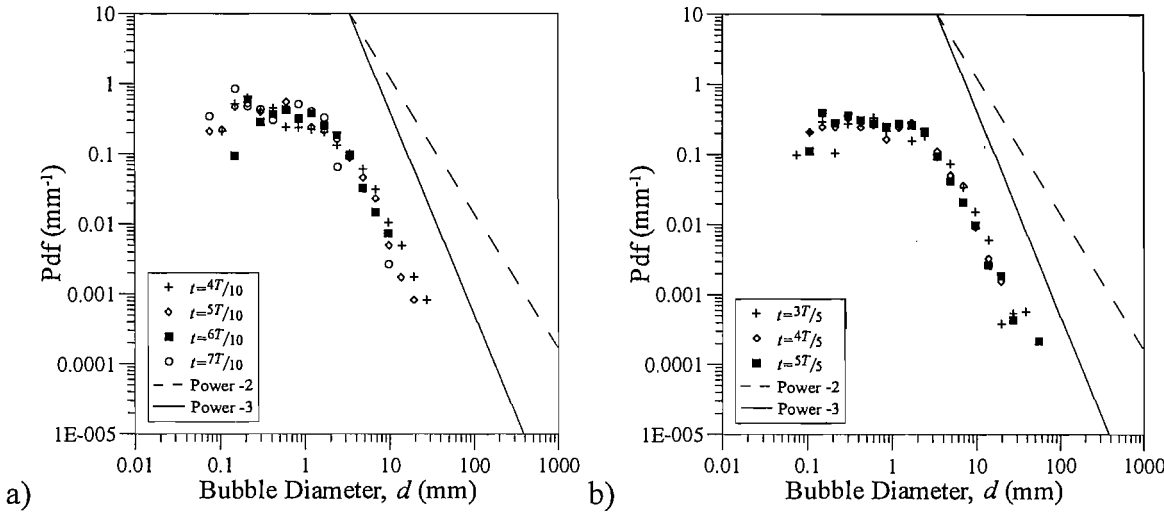 10
1
0.1
0.01
0.001
0.0001
1E-005
Pdf (mm⁻¹)
t=4T/10
t=5T/10
t=6T/10
t=7T/10
Power -2
Power -3
0.01 0.1 1 10 100 1000
Bubble Diameter, d (mm)
a)
10
1
0.1
0.01
0.001
0.0001
1E-005
Pdf (mm⁻¹)
t=3T/5
t=4T/5
t=5T/5
Power -2
Power -3
0.01 0.1 1 10 100 1000
Bubble Diameter, d (mm)
b)